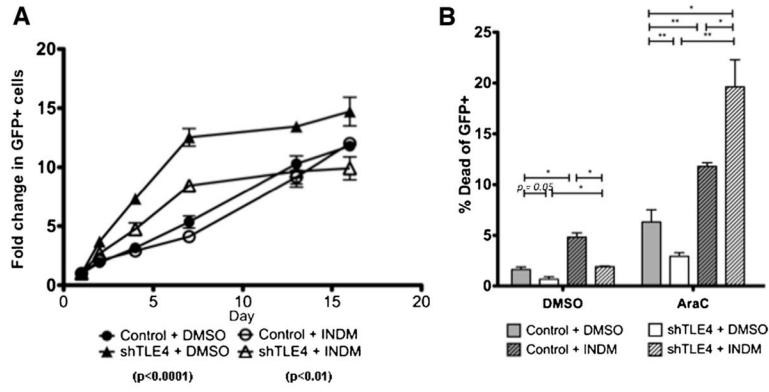 A
Fold change in GFP+ cells
20
15
10
5
0
0 5 10 15 20
Day
Control + DMSO
Control + INDM
shTLE4 + DMSO
shTLE4 + INDM
(p<0.0001)
(p<0.01)
B
% Dead of GFP+
25
20
15
10
5
0
*
** *
** **
* *
p = 0.05
*
DMSO AraC
Control + DMSO
shTLE4 + DMSO
Control + INDM
shTLE4 + INDM